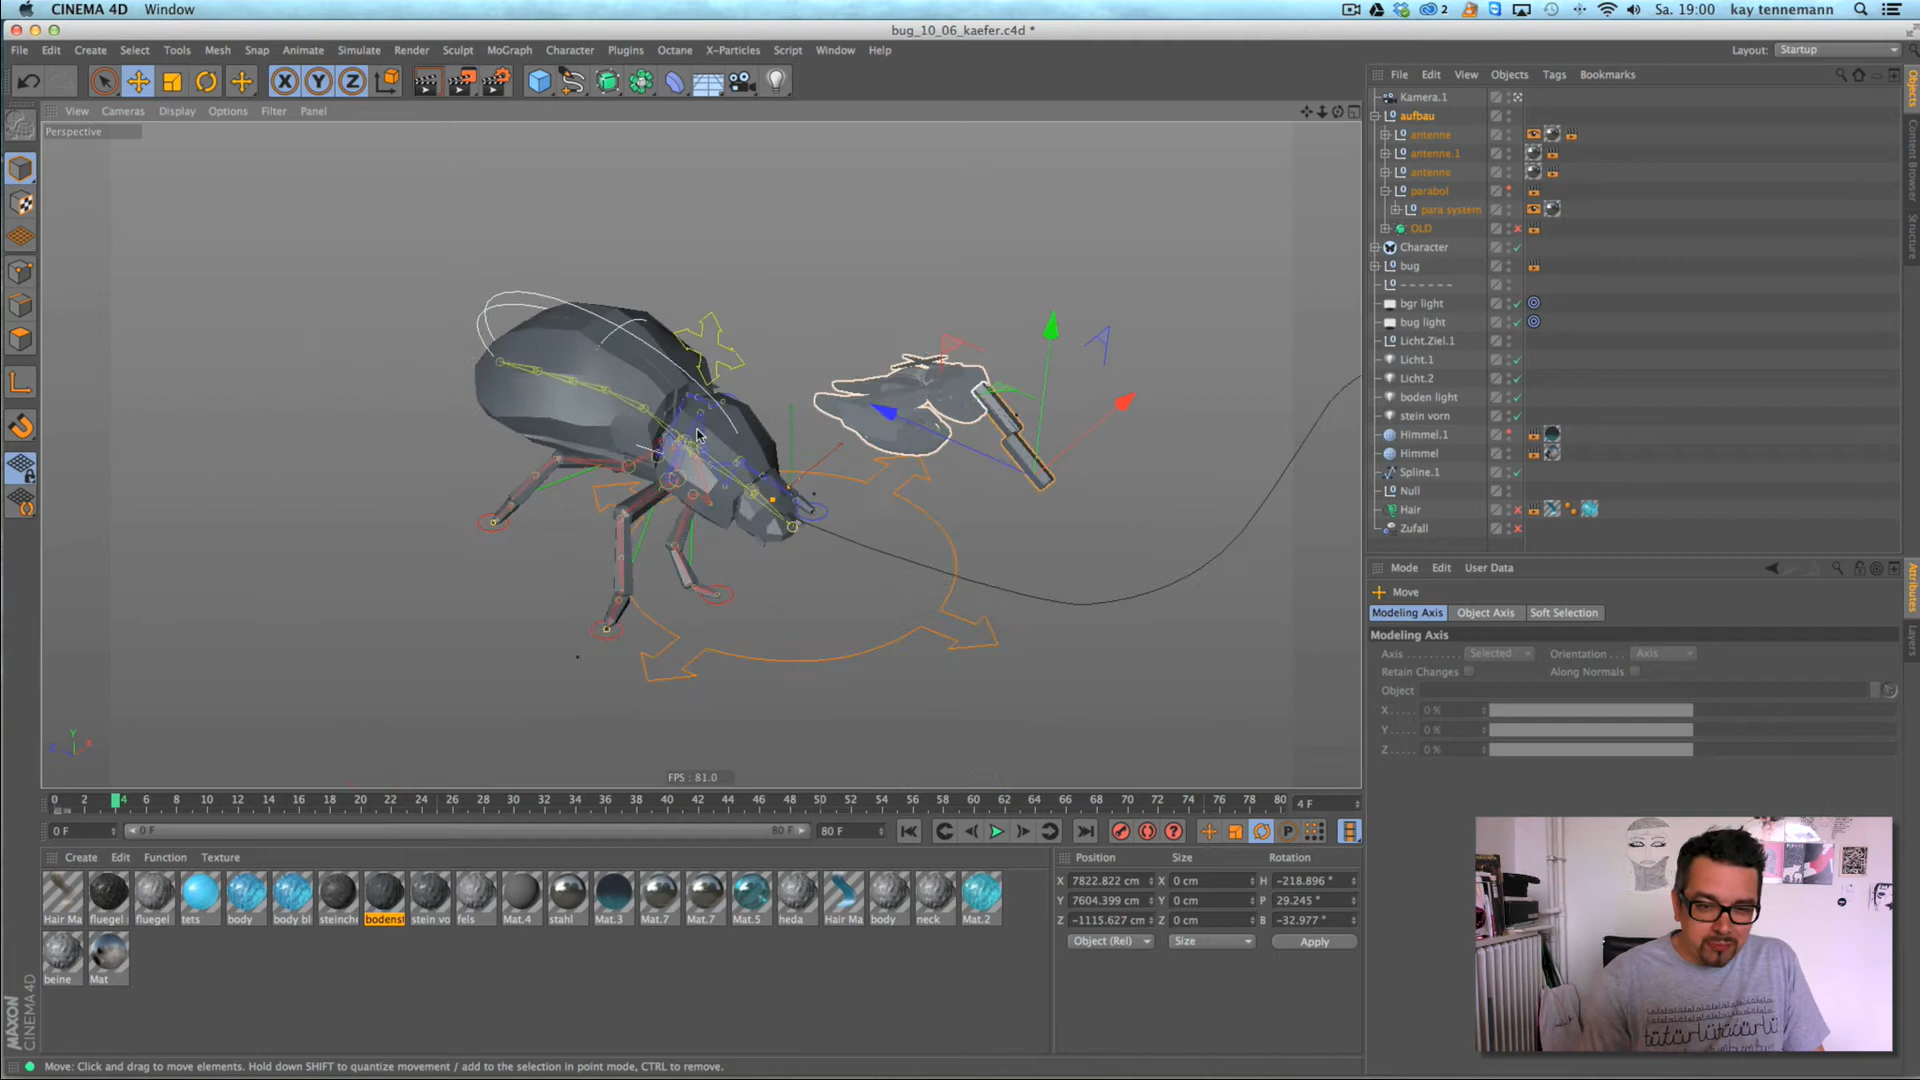 CINEMA 4D Window
2 Sa. 19:00 kay tennemann
bug_10_06_kaefer.c4d *
File Edit Create Select Tools Mesh Snap Animate Simulate Render Sculpt MoGraph Character Plugins Octane X-Particles Script Window Help
Layout: Startup
X Y Z
File Edit View Objects Tags Bookmarks
View Cameras Display Options Filter Panel
Perspective
Kamera.1
aufbau
antenne
antenne.1
antenne
parabol
para system
OLD
Character
bug
- - - - - - -
bgr light
bug light
Licht.Ziel.1
Licht.1
Licht.2
boden light
stein vorn
Himmel.1
Himmel
Spline.1
Null
Hair
Zufall
Objects
Content Browser
Structure
Mode Edit User Data
Move
Modeling Axis Object Axis Soft Selection
Modeling Axis
Axis Selected Orientation Axis
Retain Changes Along Normals
Object
X 0 %
Y 0 %
Z 0 %
Attributes
Layers
Y
Z X
FPS : 81.0
0 2 4 6 8 10 12 14 16 18 20 22 24 26 28 30 32 34 36 38 40 42 44 46 48 50 52 54 56 58 60 62 64 66 68 70 72 74 76 78 80 4 F
0 F 0 F 80 F 80 F
P
Create Edit Function Texture
Hair Ma fluegel fluegel tets body body bl steinche bodenst stein vo fels Mat.4 stahl Mat.3 Mat.7 Mat.7 Mat.5 heda Hair Ma body neck Mat.2
beine Mat
Position Size Rotation
X 7822.822 cm X 0 cm H -218.896 °
Y 7604.399 cm Y 0 cm P 29.245 °
Z -1115.627 cm Z 0 cm B -32.977 °
Object (Rel) Size Apply
MAXON
CINEMA 4D
Move: Click and drag to move elements. Hold down SHIFT to quantize movement / add to the selection in point mode, CTRL to remove.